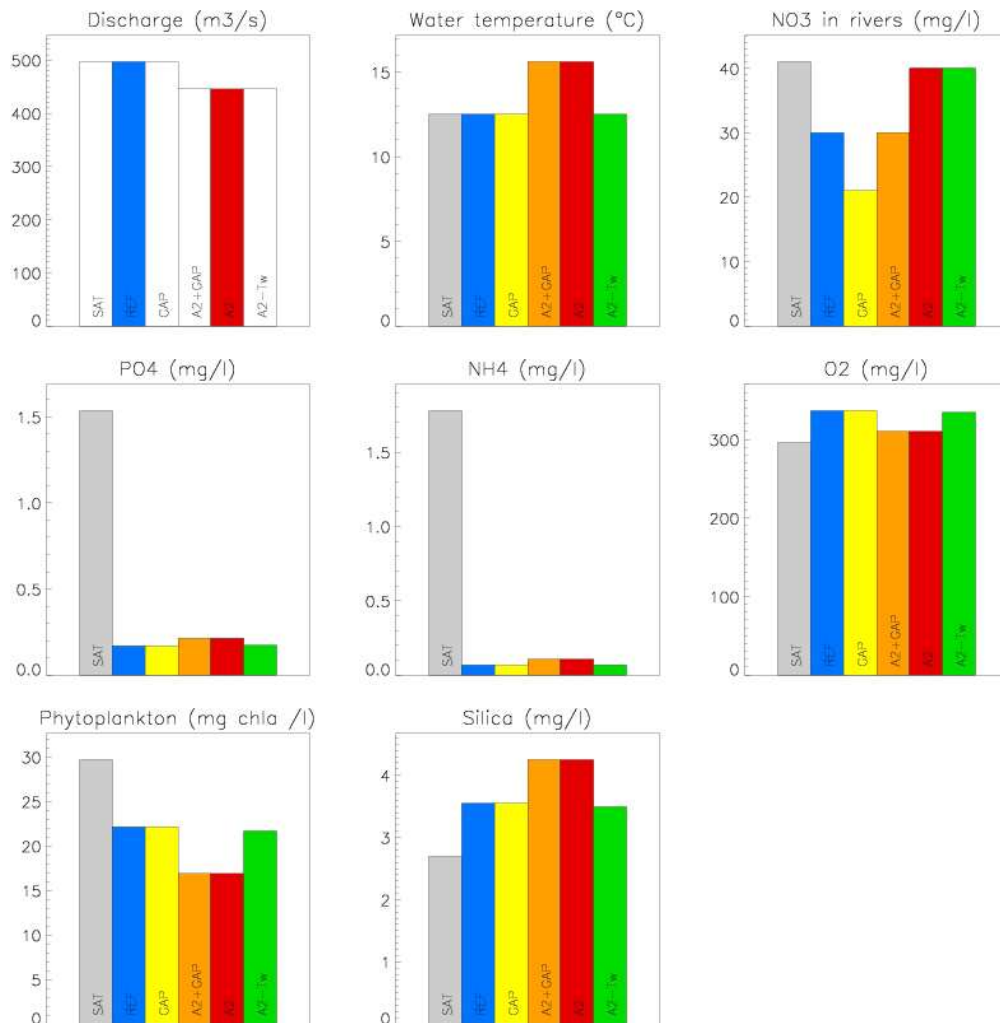 Discharge (m3/s)
500
400
300
200
100
0
SAT
REF
GAP
A2+GAP
A2
A2-Tw
Water temperature (°C)
15
10
5
0
SAT
REF
GAP
A2+GAP
A2
A2-Tw
NO3 in rivers (mg/l)
40
30
20
10
0
SAT
REF
GAP
A2+GAP
A2
A2-Tw
PO4 (mg/l)
1.5
1.0
0.5
0.0
SAT
NH4 (mg/l)
1.5
1.0
0.5
0.0
SAT
O2 (mg/l)
300
200
100
0
SAT
REF
GAP
A2+GAP
A2
A2-Tw
Phytoplankton (mg chla /l)
30
25
20
15
10
5
0
SAT
REF
GAP
A2+GAP
A2
A2-Tw
Silica (mg/l)
4
3
2
1
0
SAT
REF
GAP
A2+GAP
A2
A2-Tw